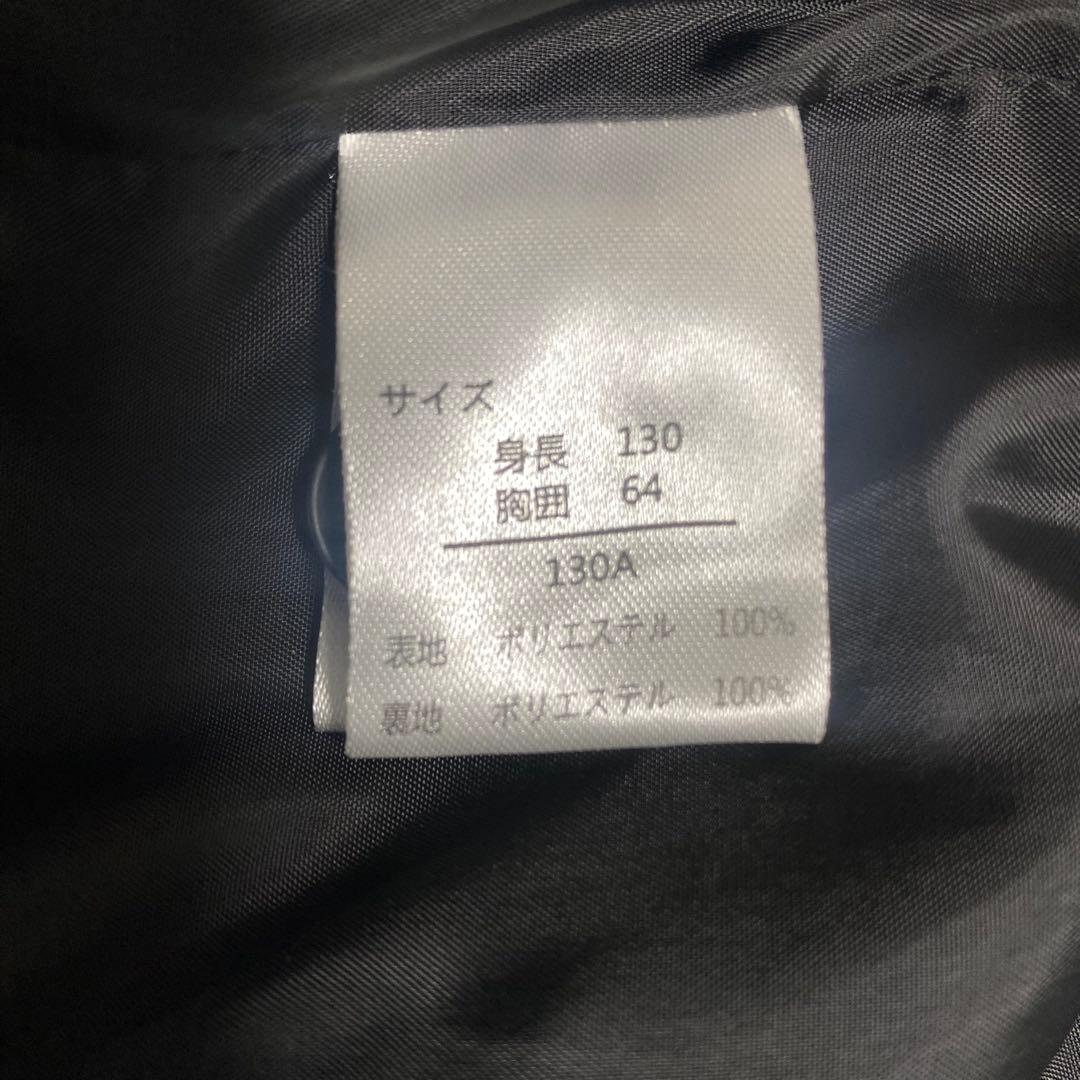 サイズ
身長 130
胸囲 64
130A
表地 ポリエステル 100%
裏地 ポリエステル 100%